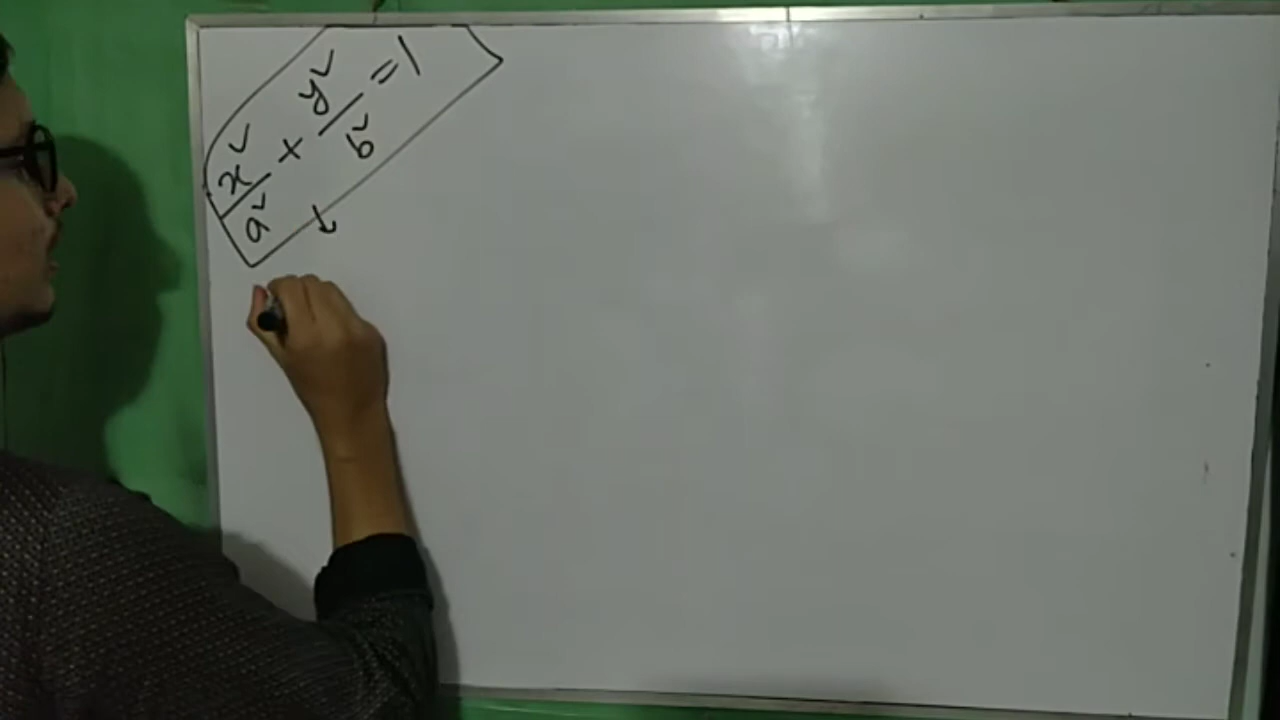 x²/a² + y²/b² = 1